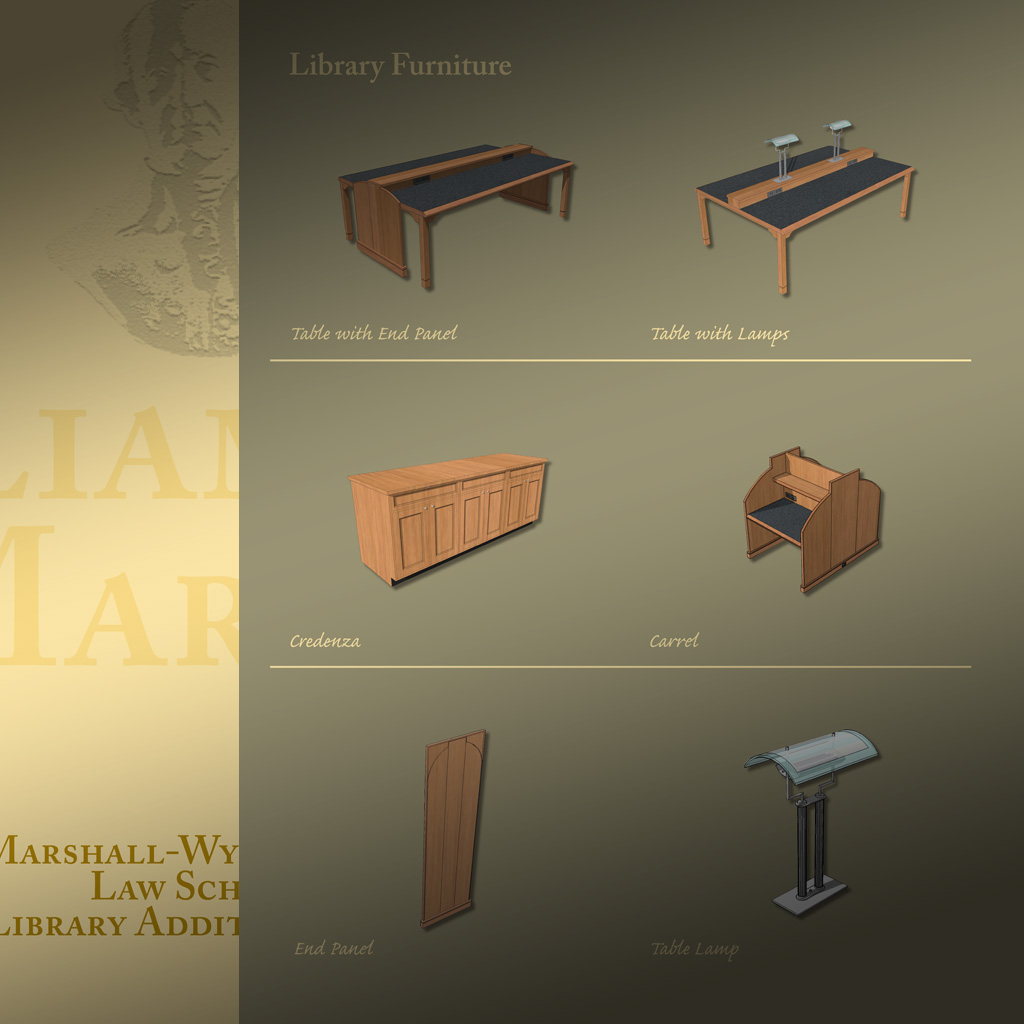 Library Furniture
Table with End Panel
Table with Lamps
Credenza
Carrel
End Panel
Table Lamp
LIAM
MAR
MARSHALL-WY
LAW SCH
LIBRARY ADDIT